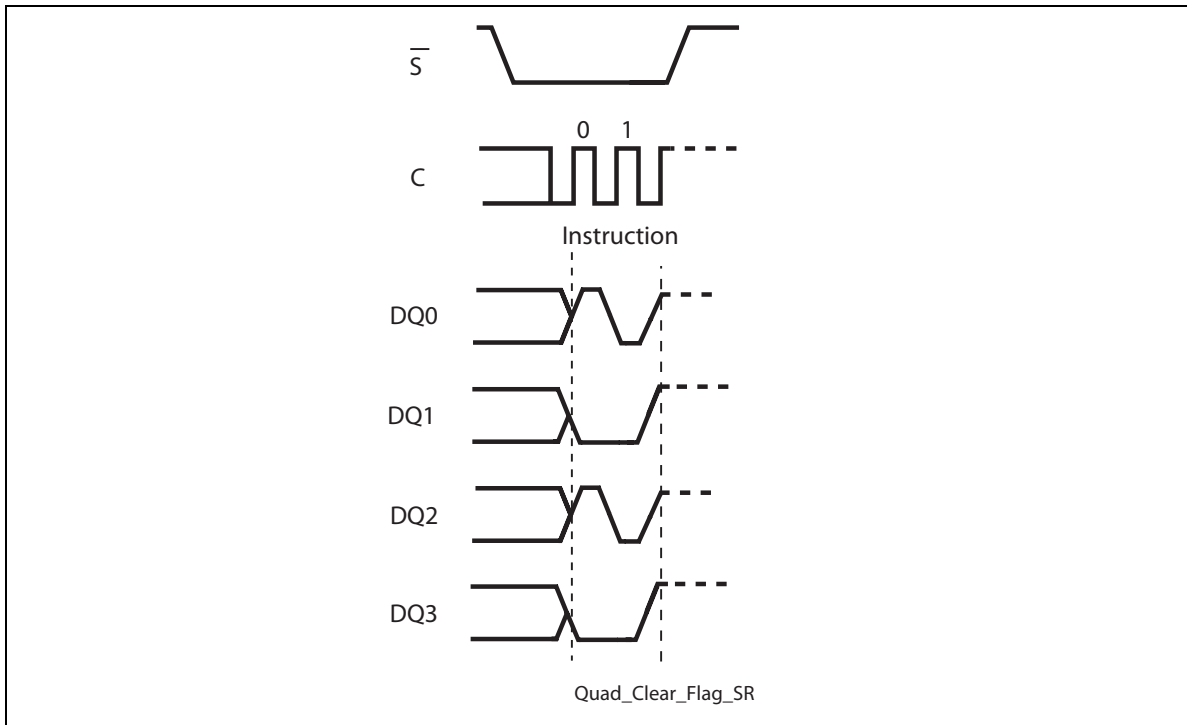 S
0 1
C
Instruction
DQ0
DQ1
DQ2
DQ3
Quad_Clear_Flag_SR